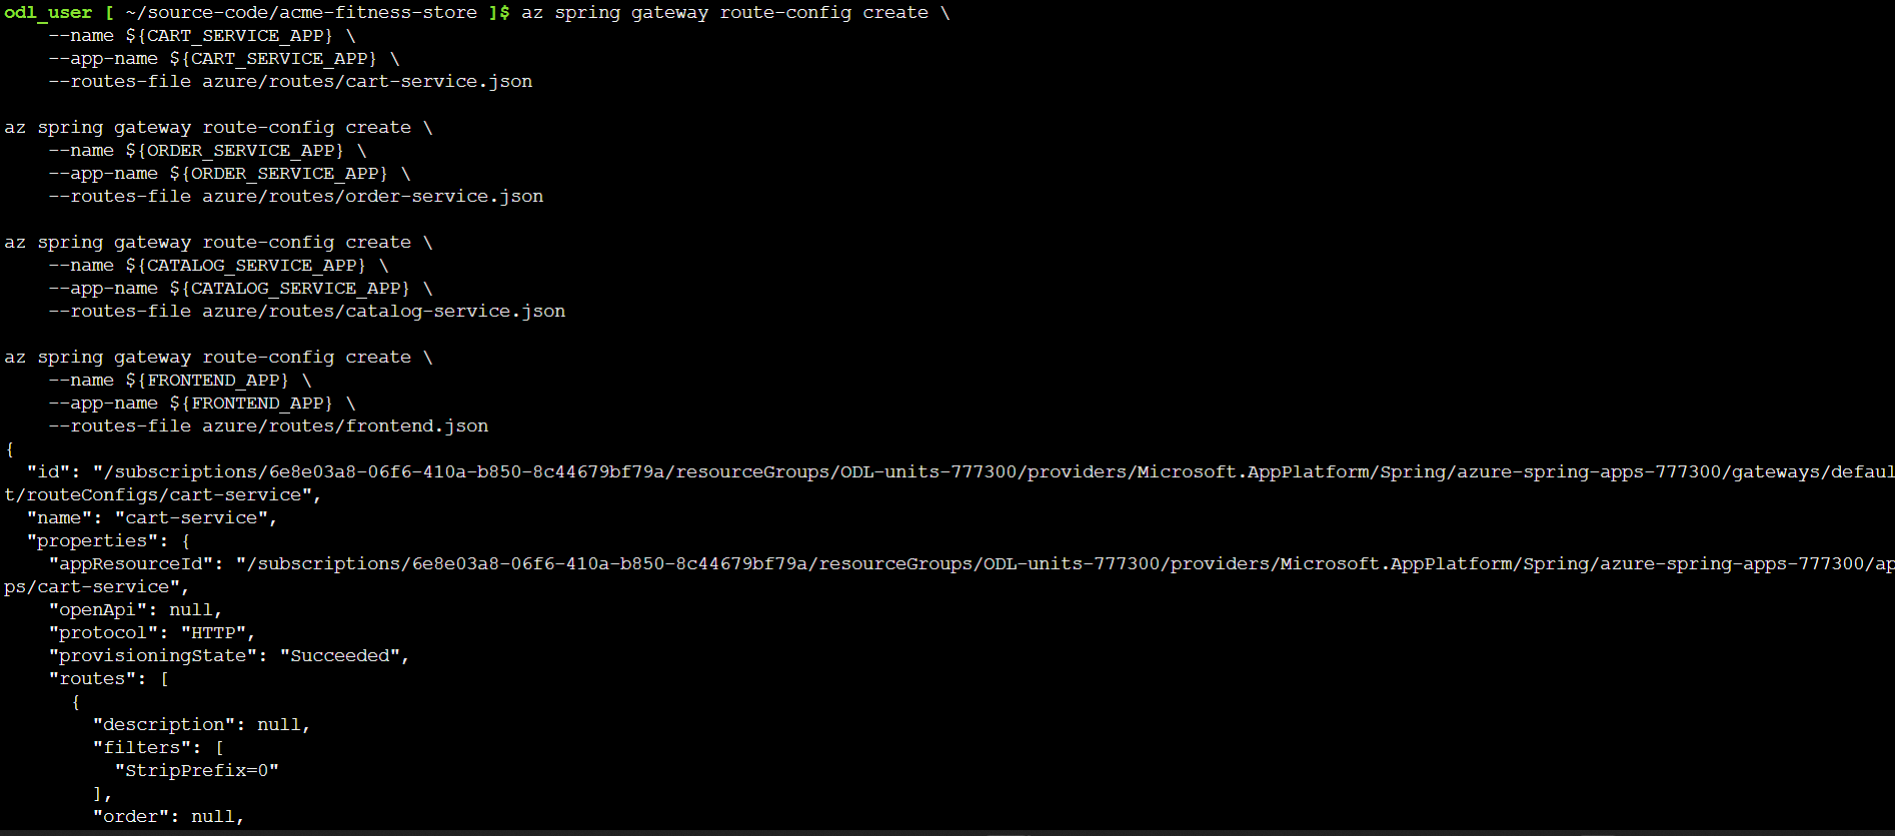 odl_user [ ~/source-code/acme-fitness-store ]$ az spring gateway route-config create \
    --name ${CART_SERVICE_APP} \
    --app-name ${CART_SERVICE_APP} \
    --routes-file azure/routes/cart-service.json

az spring gateway route-config create \
    --name ${ORDER_SERVICE_APP} \
    --app-name ${ORDER_SERVICE_APP} \
    --routes-file azure/routes/order-service.json

az spring gateway route-config create \
    --name ${CATALOG_SERVICE_APP} \
    --app-name ${CATALOG_SERVICE_APP} \
    --routes-file azure/routes/catalog-service.json

az spring gateway route-config create \
    --name ${FRONTEND_APP} \
    --app-name ${FRONTEND_APP} \
    --routes-file azure/routes/frontend.json
{
  "id": "/subscriptions/6e8e03a8-06f6-410a-b850-8c44679bf79a/resourceGroups/ODL-units-777300/providers/Microsoft.AppPlatform/Spring/azure-spring-apps-777300/gateways/defaul
t/routeConfigs/cart-service",
  "name": "cart-service",
  "properties": {
    "appResourceId": "/subscriptions/6e8e03a8-06f6-410a-b850-8c44679bf79a/resourceGroups/ODL-units-777300/providers/Microsoft.AppPlatform/Spring/azure-spring-apps-777300/ap
ps/cart-service",
    "openApi": null,
    "protocol": "HTTP",
    "provisioningState": "Succeeded",
    "routes": [
      {
        "description": null,
        "filters": [
          "StripPrefix=0"
        ],
        "order": null,